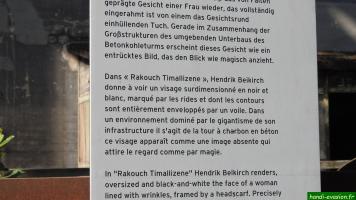 geprägte Gesicht einer Frau wieder, das vollständig
eingerahmt ist von einem das Gesichtsrund
einhüllenden Tuch. Gerade im Zusammenhang der
Großstrukturen des umgebenden Unterbaus des
Betonkohleturms erscheint dieses Gesicht wie ein
entrücktes Bild, das den Blick wie magisch anzieht.
Dans « Rakouch Timallizene », Hendrik Beikirch
donne à voir un visage surdimensionné en noir et
blanc, marqué par les rides et dont les contours
sont entièrement enveloppés par un voile. Dans
un environnement dominé par le gigantisme de son
infrastructure il s'agit de la tour à charbon en béton
ce visage apparaît comme une image absente qui
attire le regard comme par magie.
In "Rakouch Timallizene" Hendrik Beikirch renders,
oversized and black-and-white the face of a woman
lined with wrinkles, framed by a headscarf. Precisely
handi-evasion.fr